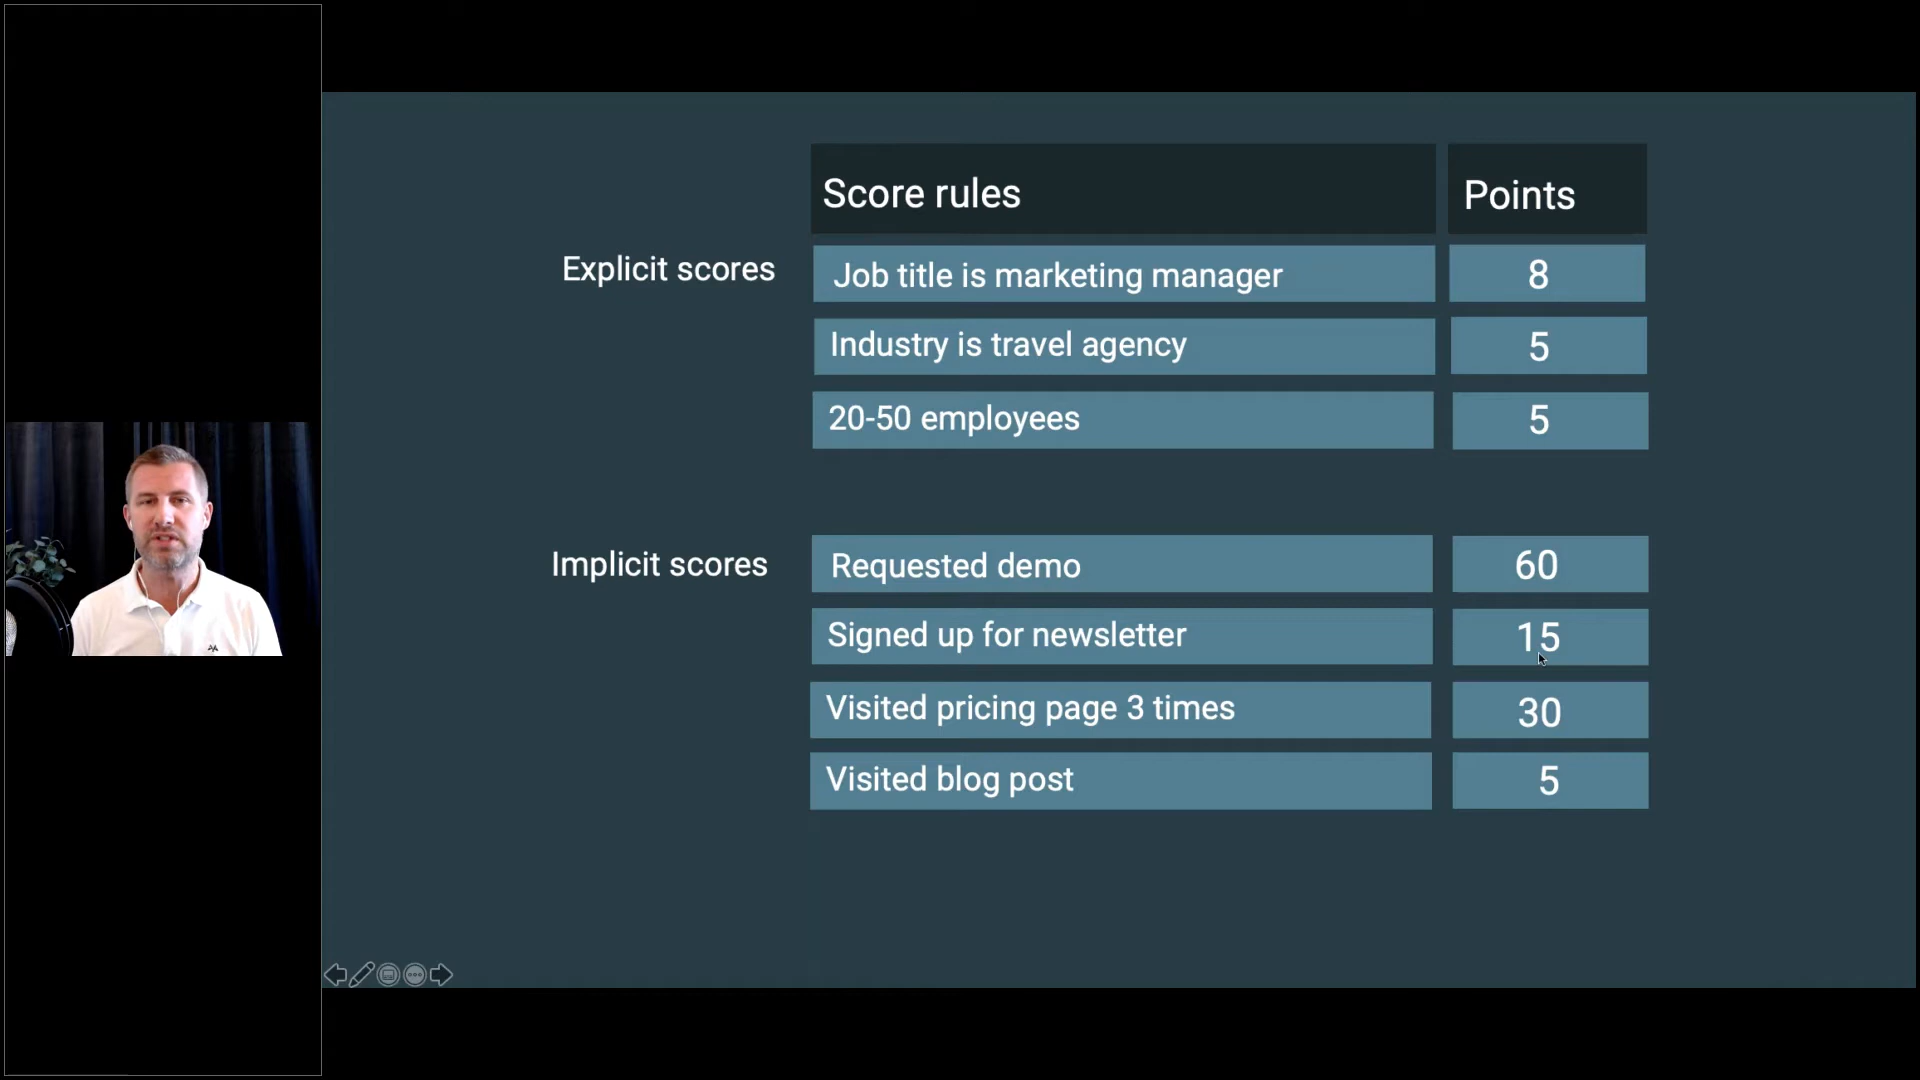 Score rules
Points
Explicit scores
Job title is marketing manager
8
Industry is travel agency
5
20-50 employees
5
Implicit scores
Requested demo
60
Signed up for newsletter
15
Visited pricing page 3 times
30
Visited blog post
5